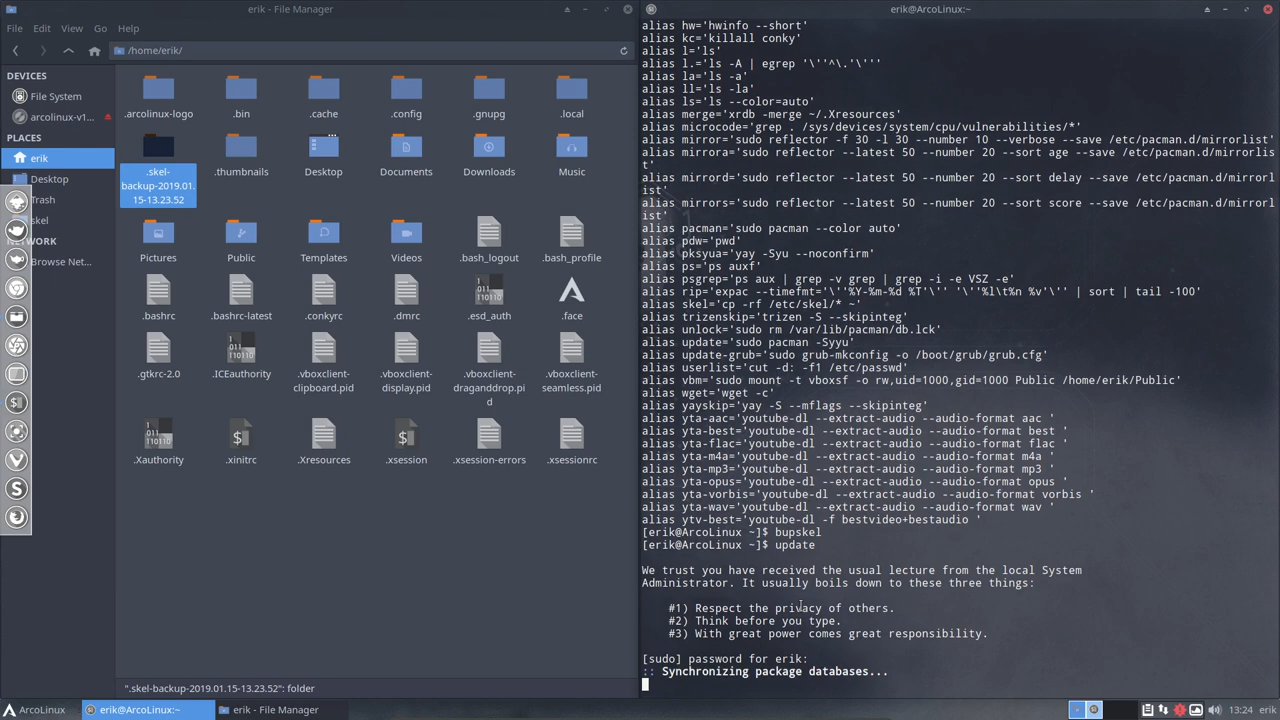 erik - File Manager
File Edit View Go Help
/home/erik/
DEVICES
File System
arcolinux-v1...
PLACES
erik
Desktop
Trash
skel
NETWORK
Browse Net...
.arcolinux-logo
.bin
.cache
.config
.gnupg
.local
.skel-
backup-2019.01.
15-13.23.52
.thumbnails
Desktop
Documents
Downloads
Music
Pictures
Public
Templates
Videos
.bash_logout
.bash_profile
.bashrc
.bashrc-latest
.conkyrc
.dmrc
.esd_auth
.face
.gtkrc-2.0
.ICEauthority
.vboxclient-
clipboard.pid
.vboxclient-
display.pid
.vboxclient-
draganddrop.pi
d
.vboxclient-
seamless.pid
.Xauthority
.xinitrc
.Xresources
.xsession
.xsession-errors
.xsessionrc
".skel-backup-2019.01.15-13.23.52": folder
erik@ArcoLinux:~
alias hw='hwinfo --short'
alias kc='killall conky'
alias l='ls'
alias l.='ls -A | egrep '\''^\.'\'''
alias la='ls -a'
alias ll='ls -la'
alias ls='ls --color=auto'
alias merge='xrdb -merge ~/.Xresources'
alias microcode='grep . /sys/devices/system/cpu/vulnerabilities/*'
alias mirror='sudo reflector -f 30 -l 30 --number 10 --verbose --save /etc/pacman.d/mirrorlist'
alias mirrora='sudo reflector --latest 50 --number 20 --sort age --save /etc/pacman.d/mirrorlis
t'
alias mirrord='sudo reflector --latest 50 --number 20 --sort delay --save /etc/pacman.d/mirrorl
ist'
alias mirrors='sudo reflector --latest 50 --number 20 --sort score --save /etc/pacman.d/mirrorl
ist'
alias pacman='sudo pacman --color auto'
alias pdw='pwd'
alias pksyua='yay -Syu --noconfirm'
alias ps='ps auxf'
alias psgrep='ps aux | grep -v grep | grep -i -e VSZ -e'
alias rip='expac --timefmt='\''%Y-%m-%d %T'\'' '\''%l\t%n %v'\'' | sort | tail -100'
alias skel='cp -rf /etc/skel/* ~'
alias trizenskip='trizen -S --skipinteg'
alias unlock='sudo rm /var/lib/pacman/db.lck'
alias update='sudo pacman -Syyu'
alias update-grub='sudo grub-mkconfig -o /boot/grub/grub.cfg'
alias userlist='cut -d: -f1 /etc/passwd'
alias vbm='sudo mount -t vboxsf -o rw,uid=1000,gid=1000 Public /home/erik/Public'
alias wget='wget -c'
alias yayskip='yay -S --mflags --skipinteg'
alias yta-aac='youtube-dl --extract-audio --audio-format aac '
alias yta-best='youtube-dl --extract-audio --audio-format best '
alias yta-flac='youtube-dl --extract-audio --audio-format flac '
alias yta-m4a='youtube-dl --extract-audio --audio-format m4a '
alias yta-mp3='youtube-dl --extract-audio --audio-format mp3 '
alias yta-opus='youtube-dl --extract-audio --audio-format opus '
alias yta-vorbis='youtube-dl --extract-audio --audio-format vorbis '
alias yta-wav='youtube-dl --extract-audio --audio-format wav '
alias ytv-best='youtube-dl -f bestvideo+bestaudio '
[erik@ArcoLinux ~]$ bupskel
[erik@ArcoLinux ~]$ update
We trust you have received the usual lecture from the local System
Administrator. It usually boils down to these three things:
#1) Respect the privacy of others.
#2) Think before you type.
#3) With great power comes great responsibility.
[sudo] password for erik:
:: Synchronizing package databases...
ArcoLinux
erik@ArcoLinux:~
erik - File Manager
13:24 erik